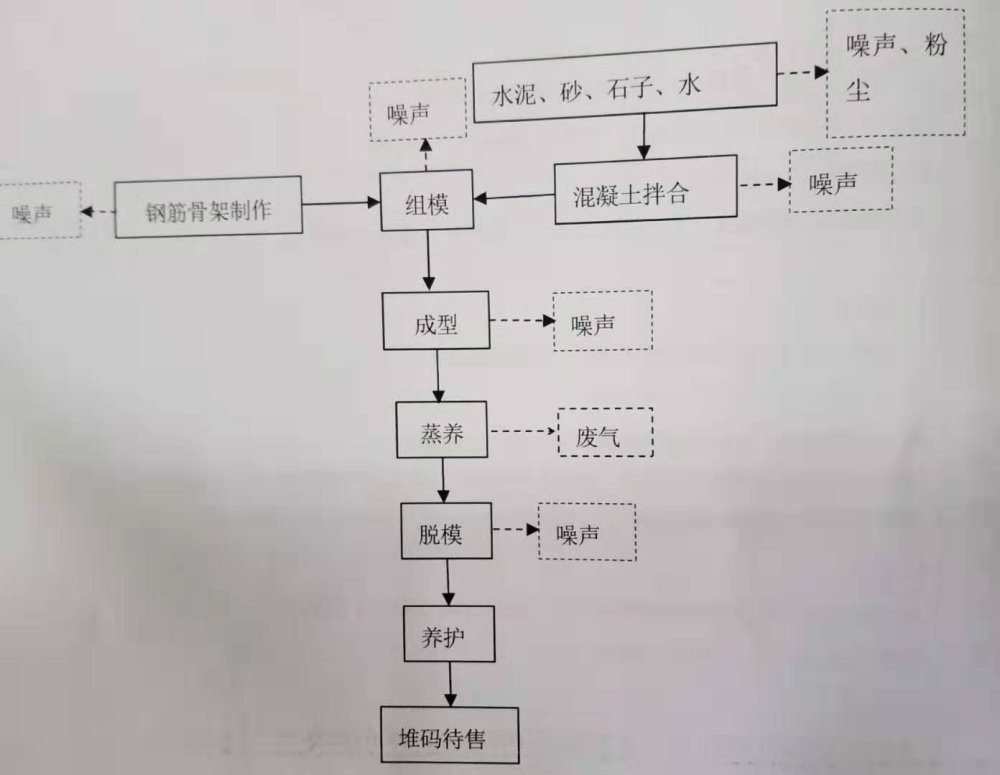 噪声、粉
尘
水泥、砂、石子、水
噪声
噪声
钢筋骨架制作
组模
混凝土拌合
噪声
成型
噪声
蒸养
废气
脱模
噪声
养护
堆码待售